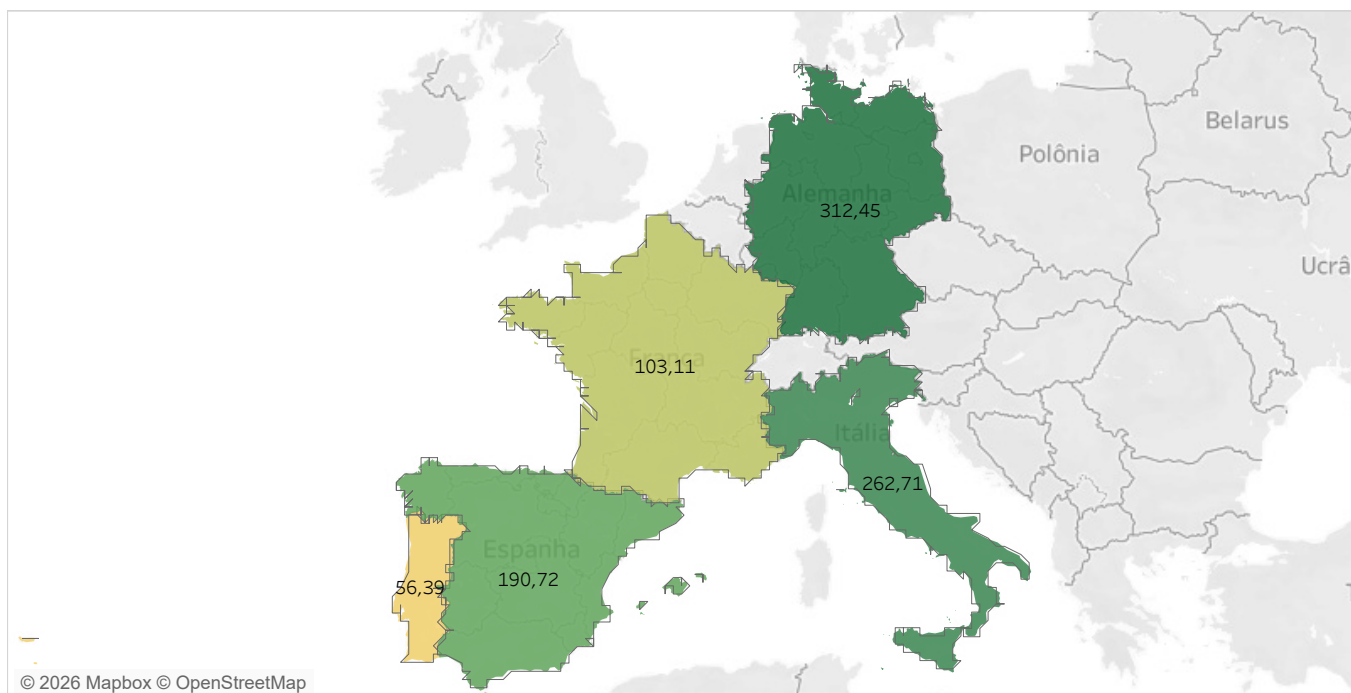 Belarus
Polônia
Alemanha
312,45
Ucrâ
França
103,11
Itália
262,71
Espanha
190,72
56,39
© 2026 Mapbox © OpenStreetMap